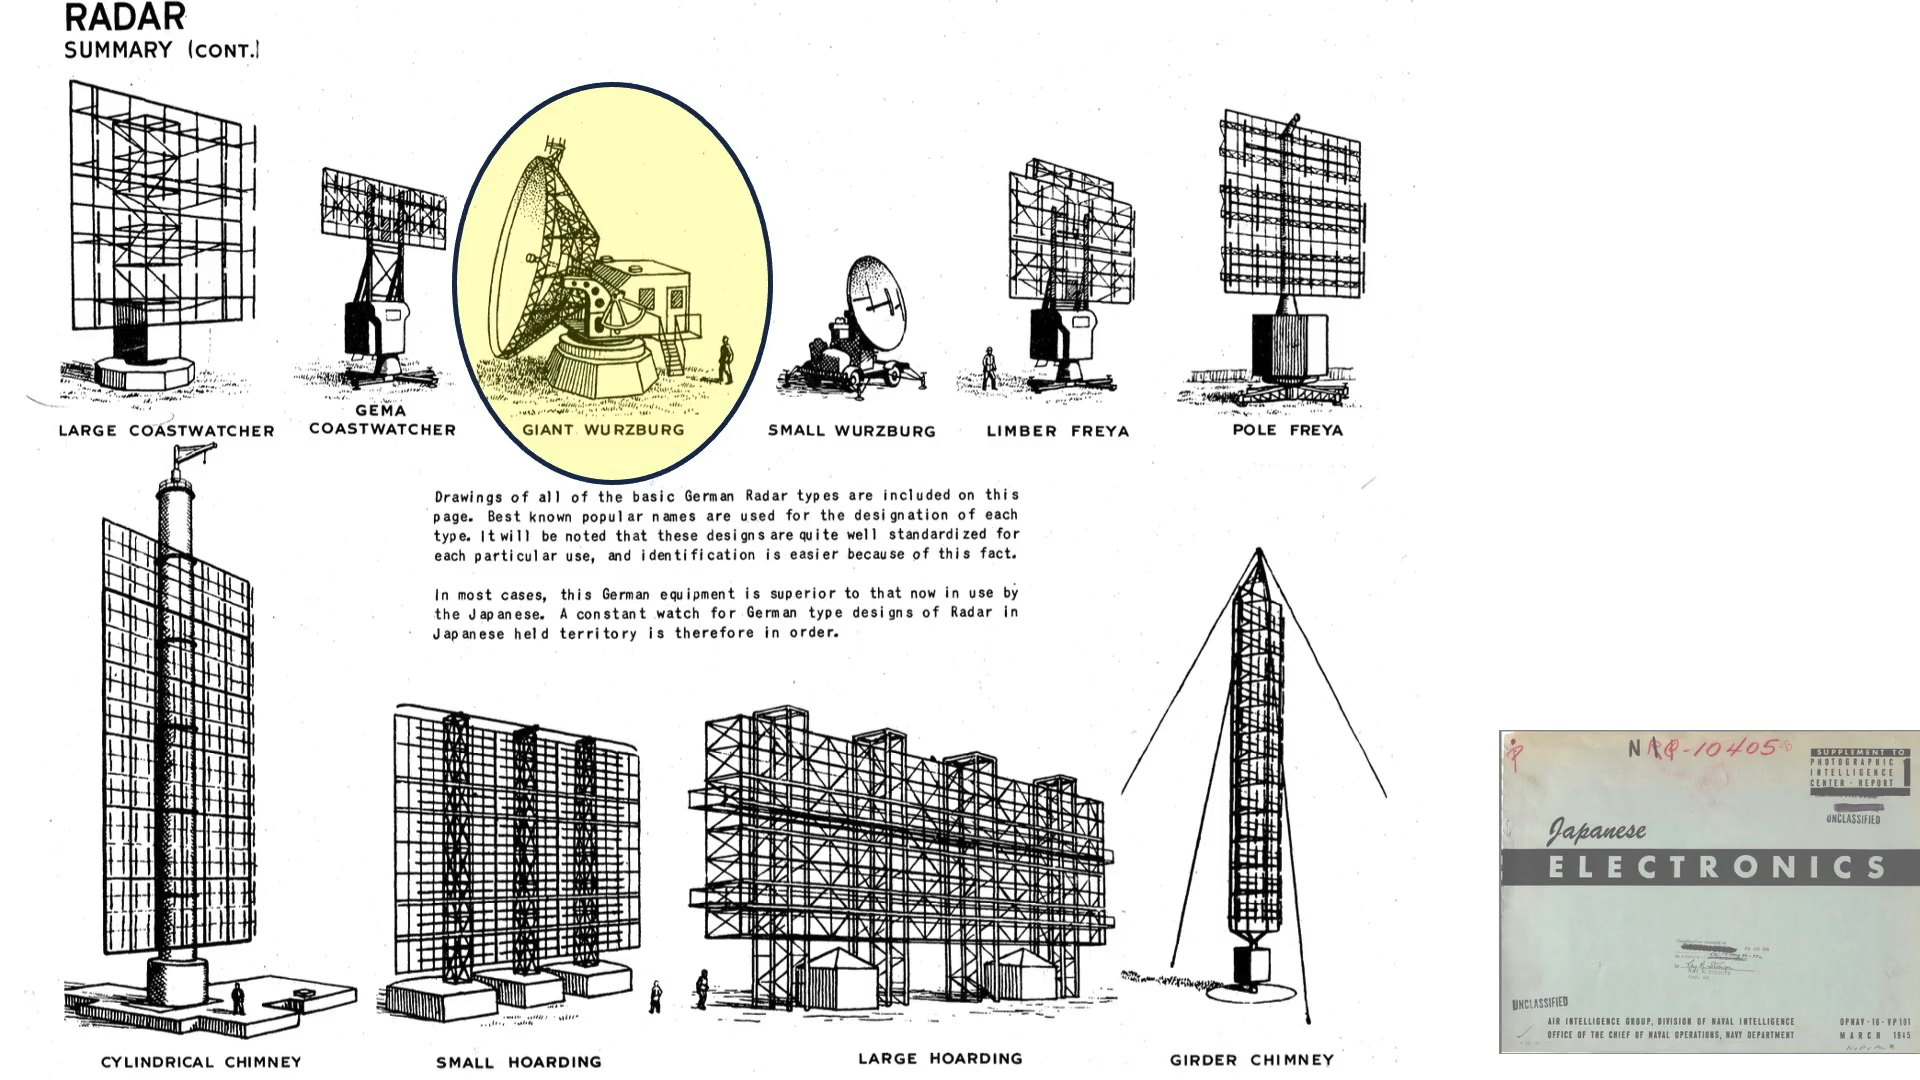 RADAR
SUMMARY (CONT.)
LARGE COASTWATCHER
GEMA
COASTWATCHER
GIANT WURZBURG
SMALL WURZBURG
LIMBER FREYA
POLE FREYA
Drawings of all of the basic German Radar types are included on this
page. Best known popular names are used for the designation of each
type. It will be noted that these designs are quite well standardized for
each particular use, and identification is easier because of this fact.
In most cases, this German equipment is superior to that now in use by
the Japanese. A constant watch for German type designs of Radar in
Japanese held territory is therefore in order.
CYLINDRICAL CHIMNEY
SMALL HOARDING
LARGE HOARDING
GIRDER CHIMNEY
SUPPLEMENT TO
PHOTOGRAPHIC
INTELLIGENCE
CENTER - REPORT
1
UNCLASSIFIED
Japanese
ELECTRONICS
UNCLASSIFIED
AIR INTELLIGENCE GROUP, DIVISION OF NAVAL INTELLIGENCE
OFFICE OF THE CHIEF OF NAVAL OPERATIONS, NAVY DEPARTMENT
OPNAV-16-VP101
MARCH 1945